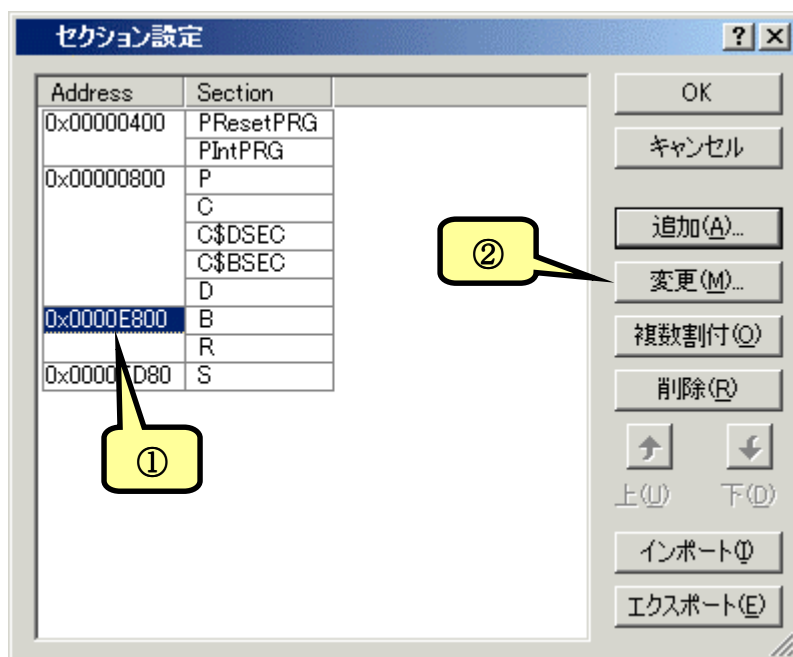 セクション設定
Address Section
OK
0x00000400 PResetPRG
PIntPRG
キャンセル
0x00000800 P
C
C$DSEC
追加(A)...
C$BSEC
②
D
変更(M)...
0x0000E800 B
R
複数割付(O)
S
削除(R)
①
上(U) 下(D)
インポート(I)
エクスポート(E)